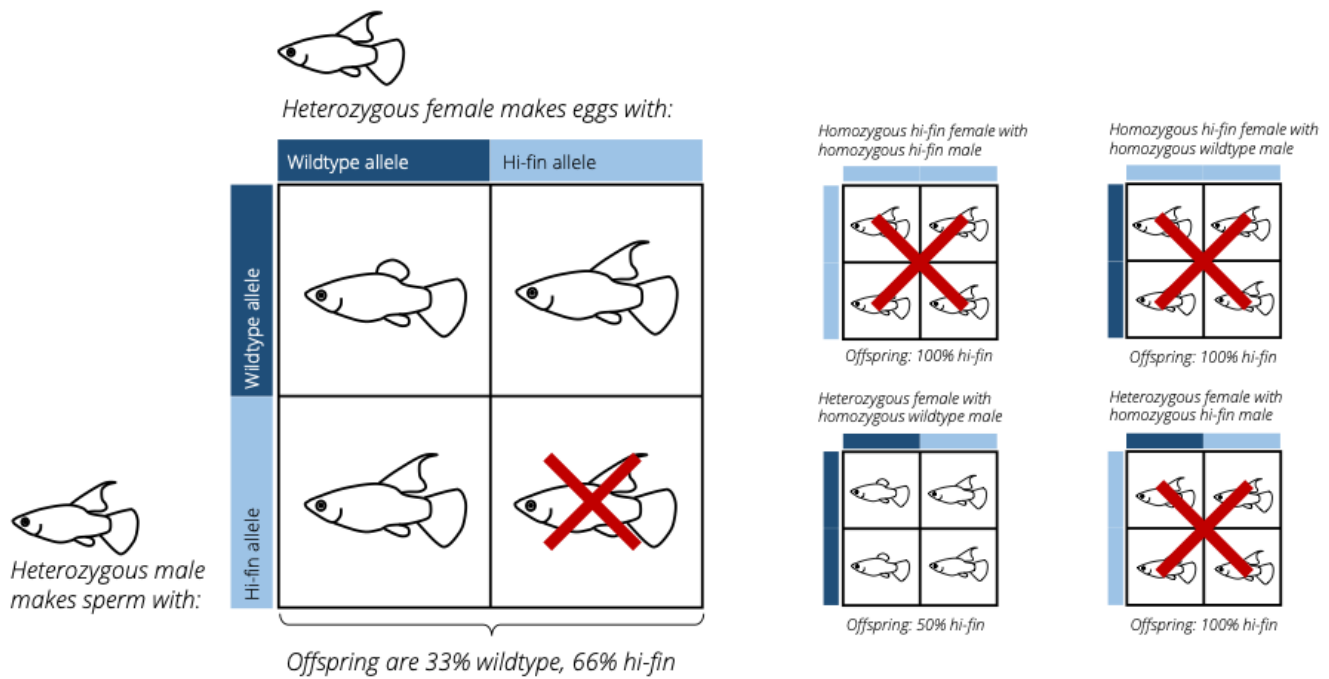 Heterozygous female makes eggs with:
Wildtype allele
Hi-fin allele
Wildtype allele
Hi-fin allele
Heterozygous male
makes sperm with:
Offspring are 33% wildtype, 66% hi-fin
Homozygous hi-fin female with
homozygous hi-fin male
Offspring: 100% hi-fin
Homozygous hi-fin female with
homozygous wildtype male
Offspring: 100% hi-fin
Heterozygous female with
homozygous wildtype male
Offspring: 50% hi-fin
Heterozygous female with
homozygous hi-fin male
Offspring: 100% hi-fin